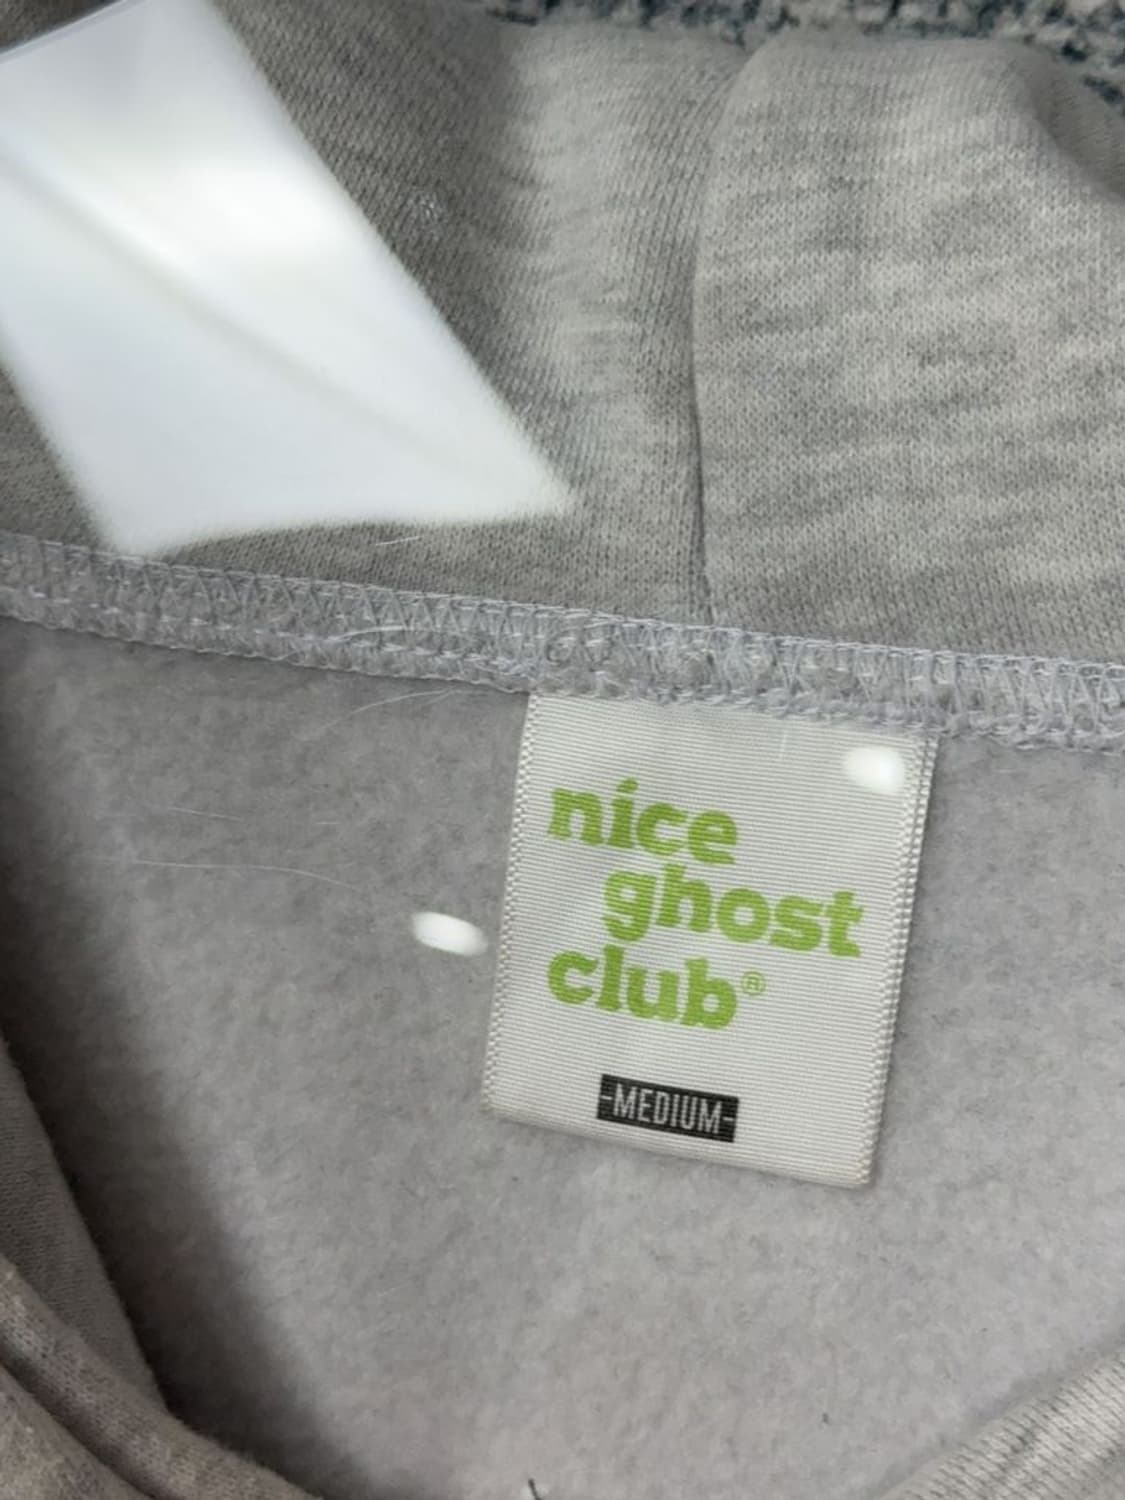 nice
ghost
club®
-MEDIUM-